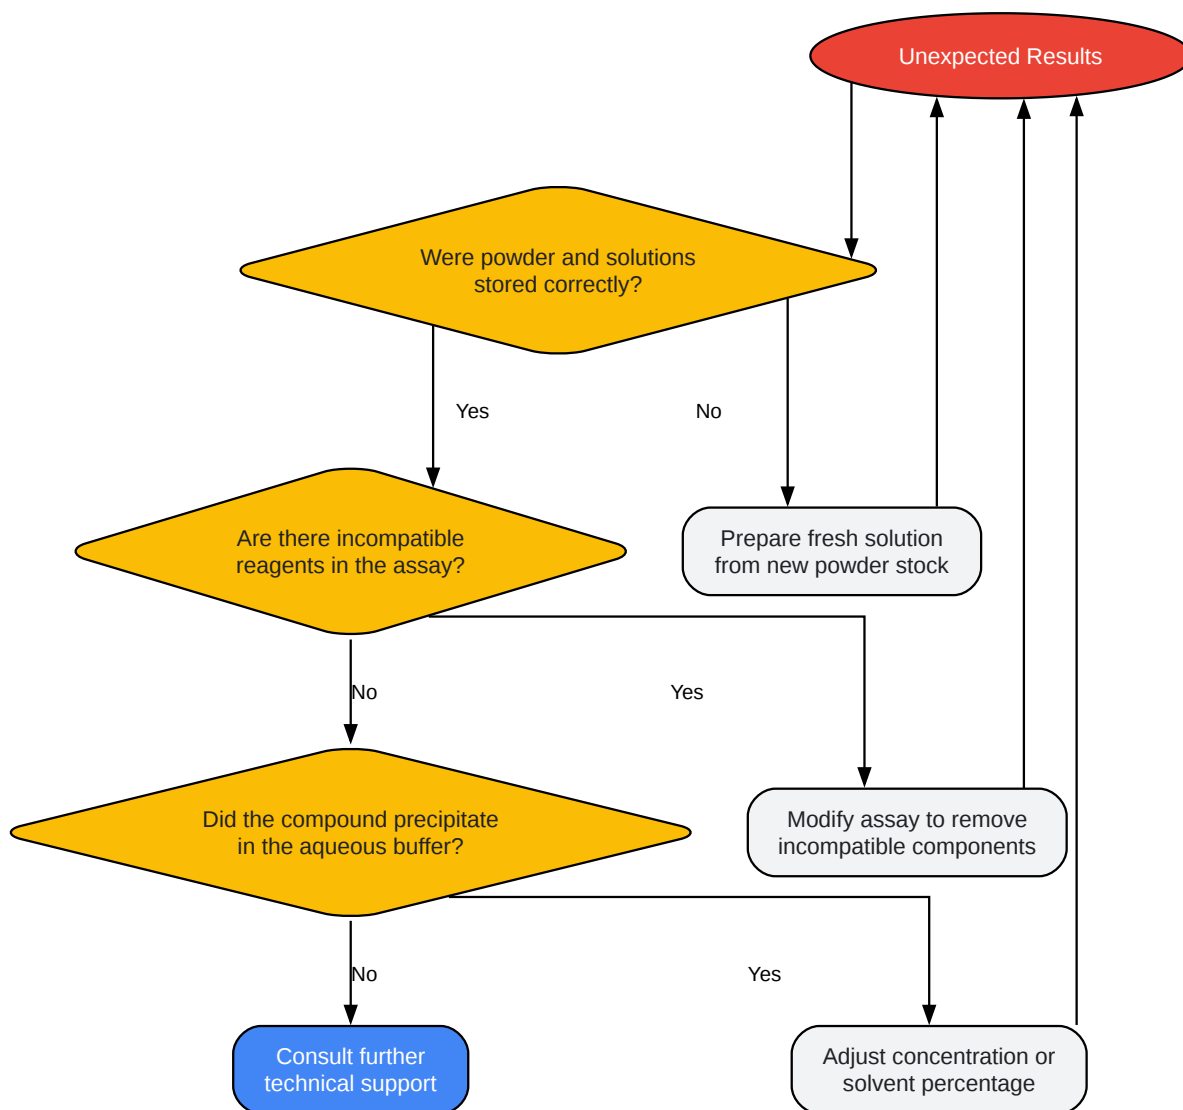 Unexpected Results
Were powder and solutions
stored correctly?
Yes
No
Are there incompatible
reagents in the assay?
Prepare fresh solution
from new powder stock
No
Yes
Did the compound precipitate
in the aqueous buffer?
Modify assay to remove
incompatible components
No
Yes
Consult further
technical support
Adjust concentration or
solvent percentage